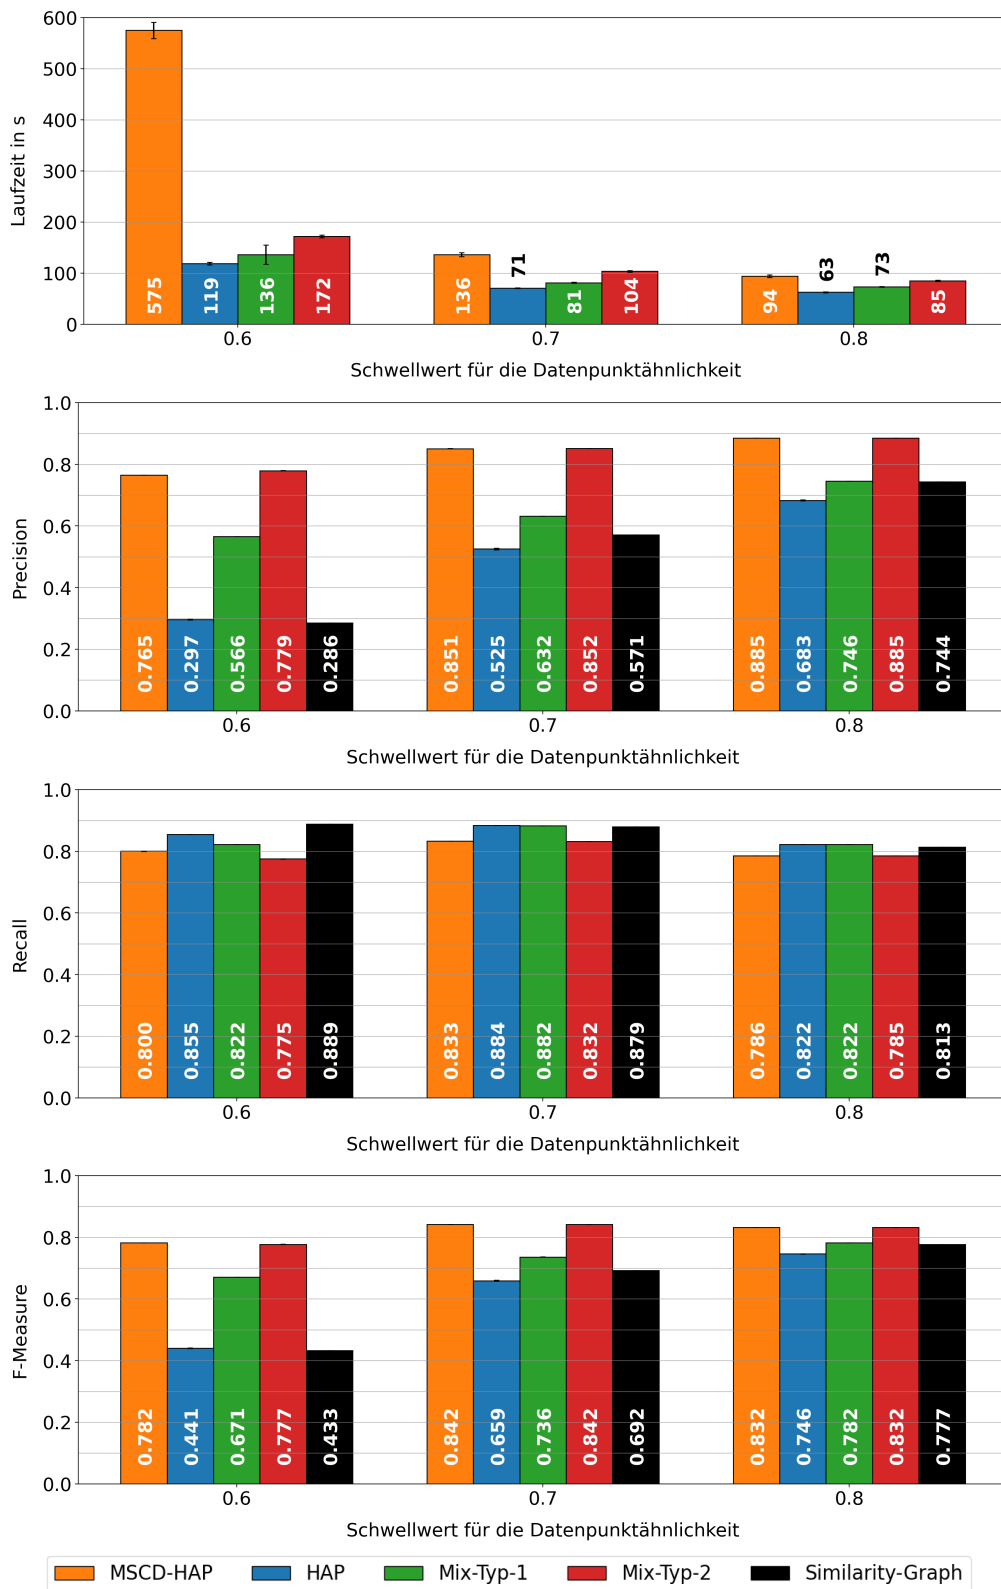 600
500
400
300
200
100
0
Laufzeit in s
575 119 136 172
136 71 81 104
94 63 73 85
0.6 0.7 0.8
Schwellwert für die Datenpunktähnlichkeit
1.0
0.8
0.6
0.4
0.2
0.0
Precision
0.765 0.297 0.566 0.779 0.286
0.851 0.525 0.632 0.852 0.571
0.885 0.683 0.746 0.885 0.744
0.6 0.7 0.8
Schwellwert für die Datenpunktähnlichkeit
1.0
0.8
0.6
0.4
0.2
0.0
Recall
0.800 0.855 0.822 0.775 0.889
0.833 0.884 0.882 0.832 0.879
0.786 0.822 0.822 0.785 0.813
0.6 0.7 0.8
Schwellwert für die Datenpunktähnlichkeit
1.0
0.8
0.6
0.4
0.2
0.0
F-Measure
0.782 0.441 0.671 0.777 0.433
0.842 0.659 0.736 0.842 0.692
0.832 0.746 0.782 0.832 0.777
0.6 0.7 0.8
Schwellwert für die Datenpunktähnlichkeit
MSCD-HAP HAP Mix-Typ-1 Mix-Typ-2 Similarity-Graph